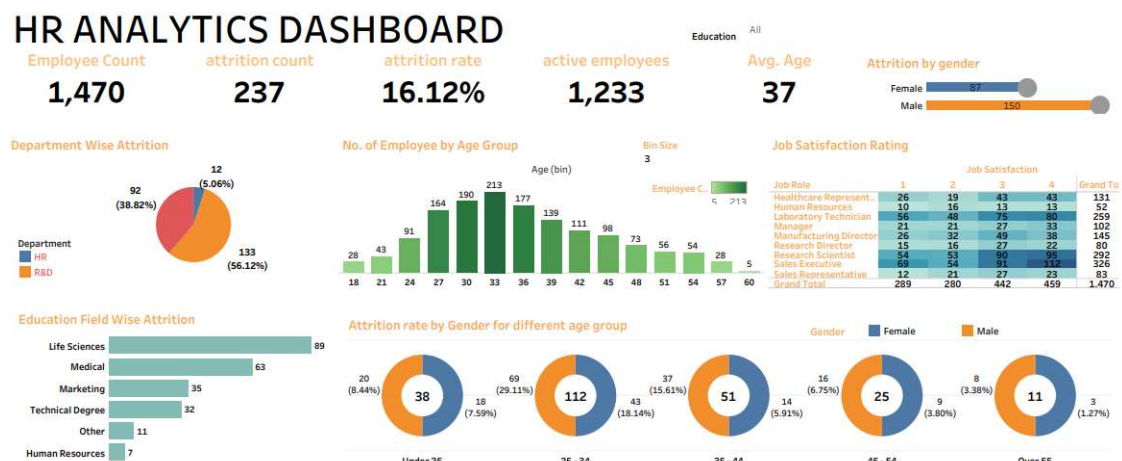 HR ANALYTICS DASHBOARD
Education All
Employee Count attrition count attrition rate active employees Avg. Age
1,470 237 16.12% 1,233 37
Attrition by gender
Female 87
Male 150
Department Wise Attrition
12
(5.06%)
92
(38.82%)
133
(56.12%)
Department
HR
R&D
No. of Employee by Age Group
Bin Size
3
Age (bin)
Employee C..
5 213
28 43 91 164 190 213 177 139 111 98 73 56 54 28 5
18 21 24 27 30 33 36 39 42 45 48 51 54 57 60
Job Satisfaction Rating
Job Satisfaction
Job Role 1 2 3 4 Grand To
Healthcare Represent.. 26 19 43 43 131
Human Resources 10 16 13 13 52
Laboratory Technician 56 48 75 80 259
Manager 21 21 27 33 102
Manufacturing Director 26 32 49 38 145
Research Director 15 16 27 22 80
Research Scientist 54 53 90 95 292
Sales Executive 69 54 91 112 326
Sales Representative 12 21 27 23 83
Grand Total 289 280 442 459 1,470
Education Field Wise Attrition
Life Sciences 89
Medical 63
Marketing 35
Technical Degree 32
Other 11
Human Resources 7
Attrition rate by Gender for different age group
Gender Female Male
20
(8.44%)
38
18
(7.59%)
69
(29.11%)
112
43
(18.14%)
37
(15.61%)
51
14
(5.91%)
16
(6.75%)
25
9
(3.80%)
8
(3.38%)
11
3
(1.27%)